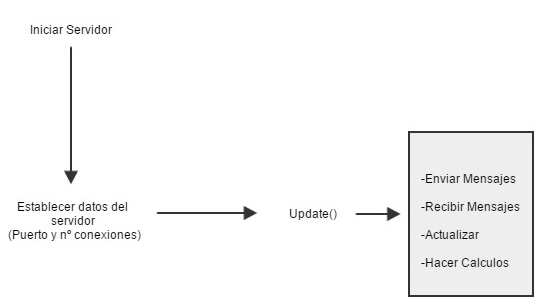 Iniciar Servidor
Establecer datos del
servidor
(Puerto y nº conexiones)
Update()
-Enviar Mensajes
-Recibir Mensajes
-Actualizar
-Hacer Calculos